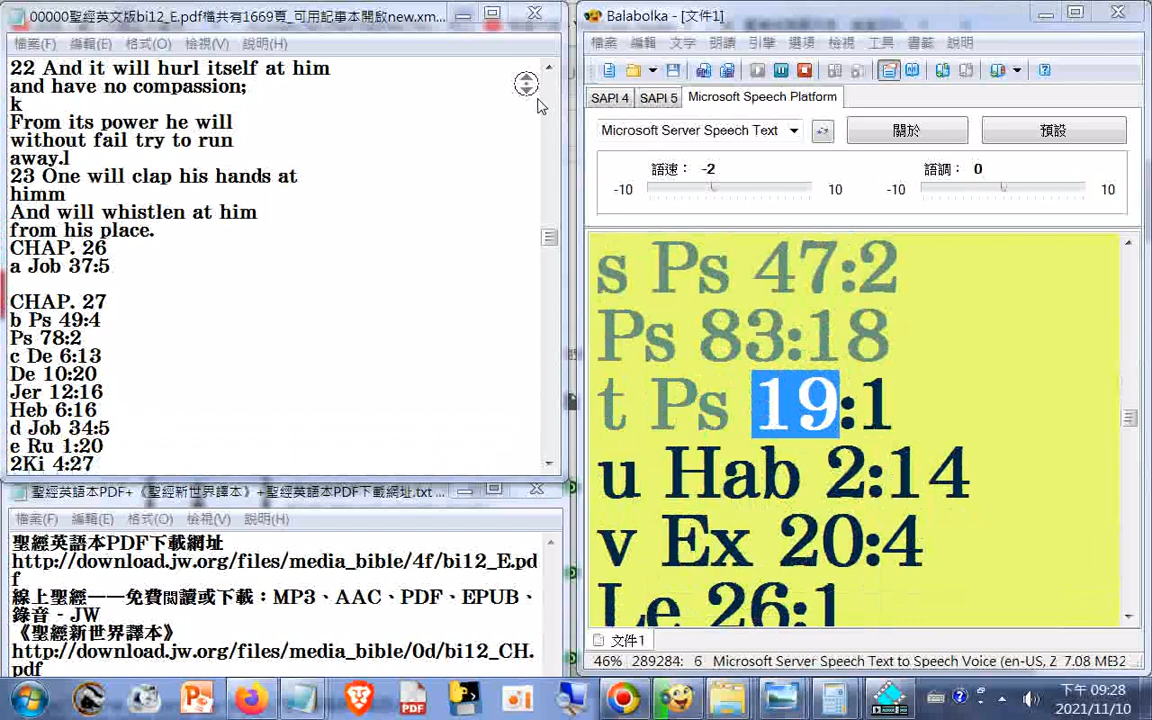 00000聖經英文版bi12_E.pdf檔共有1669頁_可用記事本開啟new.xm...
檔案(F) 編輯(E) 格式(O) 檢視(V) 說明(H)
22 And it will hurl itself at him
and have no compassion;
k
From its power he will
without fail try to run
away.l
23 One will clap his hands at
himm
And will whistlen at him
from his place.
CHAP. 26
a Job 37:5
CHAP. 27
b Ps 49:4
Ps 78:2
c De 6:13
De 10:20
Jer 12:16
Heb 6:16
d Job 34:5
e Ru 1:20
2Ki 4:27
聖經英語本PDF+《聖經新世界譯本》+聖經英語本PDF下載網址.txt ...
檔案(F) 編輯(E) 格式(O) 檢視(V) 說明(H)
聖經英語本PDF下載網址
http://download.jw.org/files/media_bible/4f/bi12_E.pd
f
線上聖經——免費閱讀或下載：MP3、AAC、PDF、EPUB、
錄音 - JW
《聖經新世界譯本》
http://download.jw.org/files/media_bible/0d/bi12_CH.
pdf
Balabolka - [文件1]
檔案 編輯 文字 朗讀 引擎 選項 檢視 工具 書籤 說明
SAPI 4 SAPI 5 Microsoft Speech Platform
Microsoft Server Speech Text 關於 預設
語速： -2 語調： 0
-10 10 -10 10
s Ps 47:2
Ps 83:18
t Ps 19:1
u Hab 2:14
v Ex 20:4
Le 26:1
文件1
46% 289284: 6 Microsoft Server Speech Text to Speech Voice (en-US, Z 7.08 MB2
下午 09:28
2021/11/10